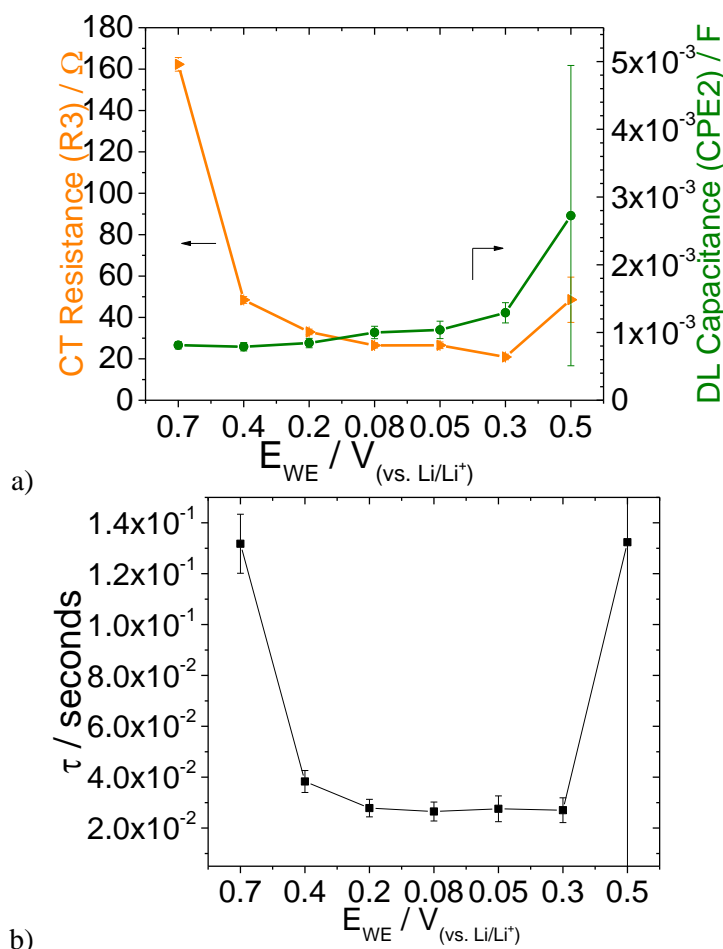 a)
CT Resistance (R3) / Ω
180
160
140
120
100
80
60
40
20
0
DL Capacitance (CPE2) / F
5x10⁻³
4x10⁻³
3x10⁻³
2x10⁻³
1x10⁻³
0
0.7 0.4 0.2 0.08 0.05 0.3 0.5
E_WE / V_(vs. Li/Li⁺)
b)
τ / seconds
1.4x10⁻¹
1.2x10⁻¹
1.0x10⁻¹
8.0x10⁻²
6.0x10⁻²
4.0x10⁻²
2.0x10⁻²
0.7 0.4 0.2 0.08 0.05 0.3 0.5
E_WE / V_(vs. Li/Li⁺)